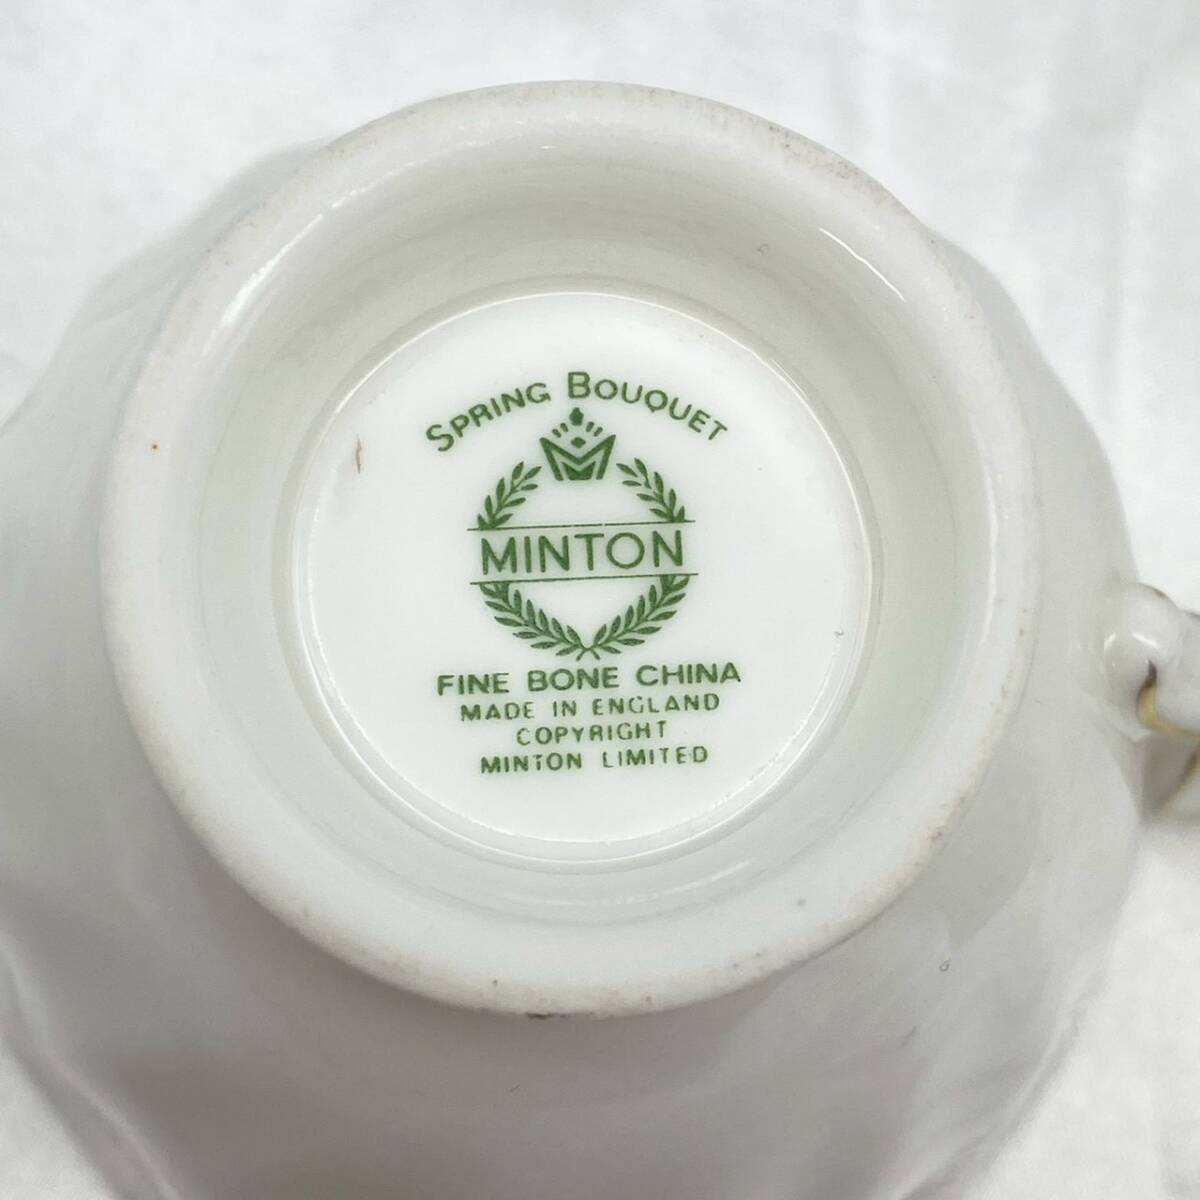 SPRING BOUQUET
MINTON
FINE BONE CHINA
MADE IN ENGLAND
COPYRIGHT
MINTON LIMITED